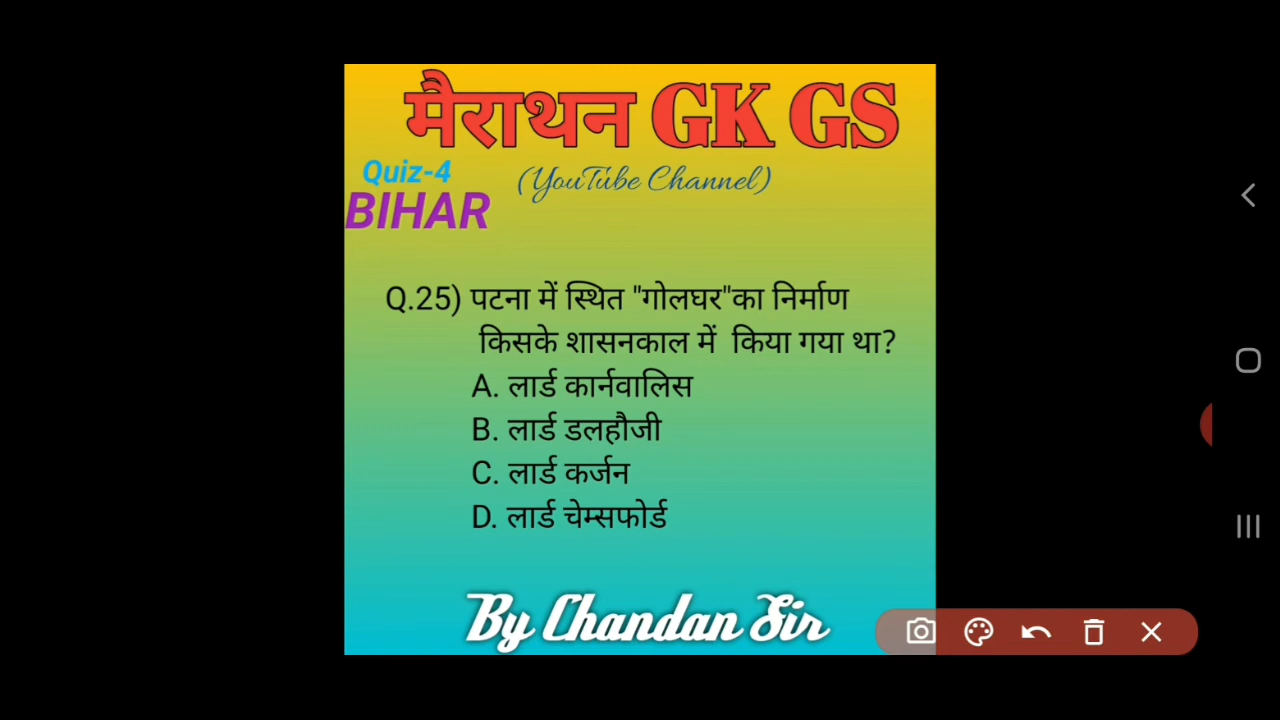 मैराथन GK GS
Quiz-4
(YouTube Channel)
BIHAR
Q.25) पटना में स्थित "गोलघर"का निर्माण
किसके शासनकाल में किया गया था?
A. लार्ड कार्नवालिस
B. लार्ड डलहौजी
C. लार्ड कर्जन
D. लार्ड चेम्सफोर्ड
By Chandan Sir